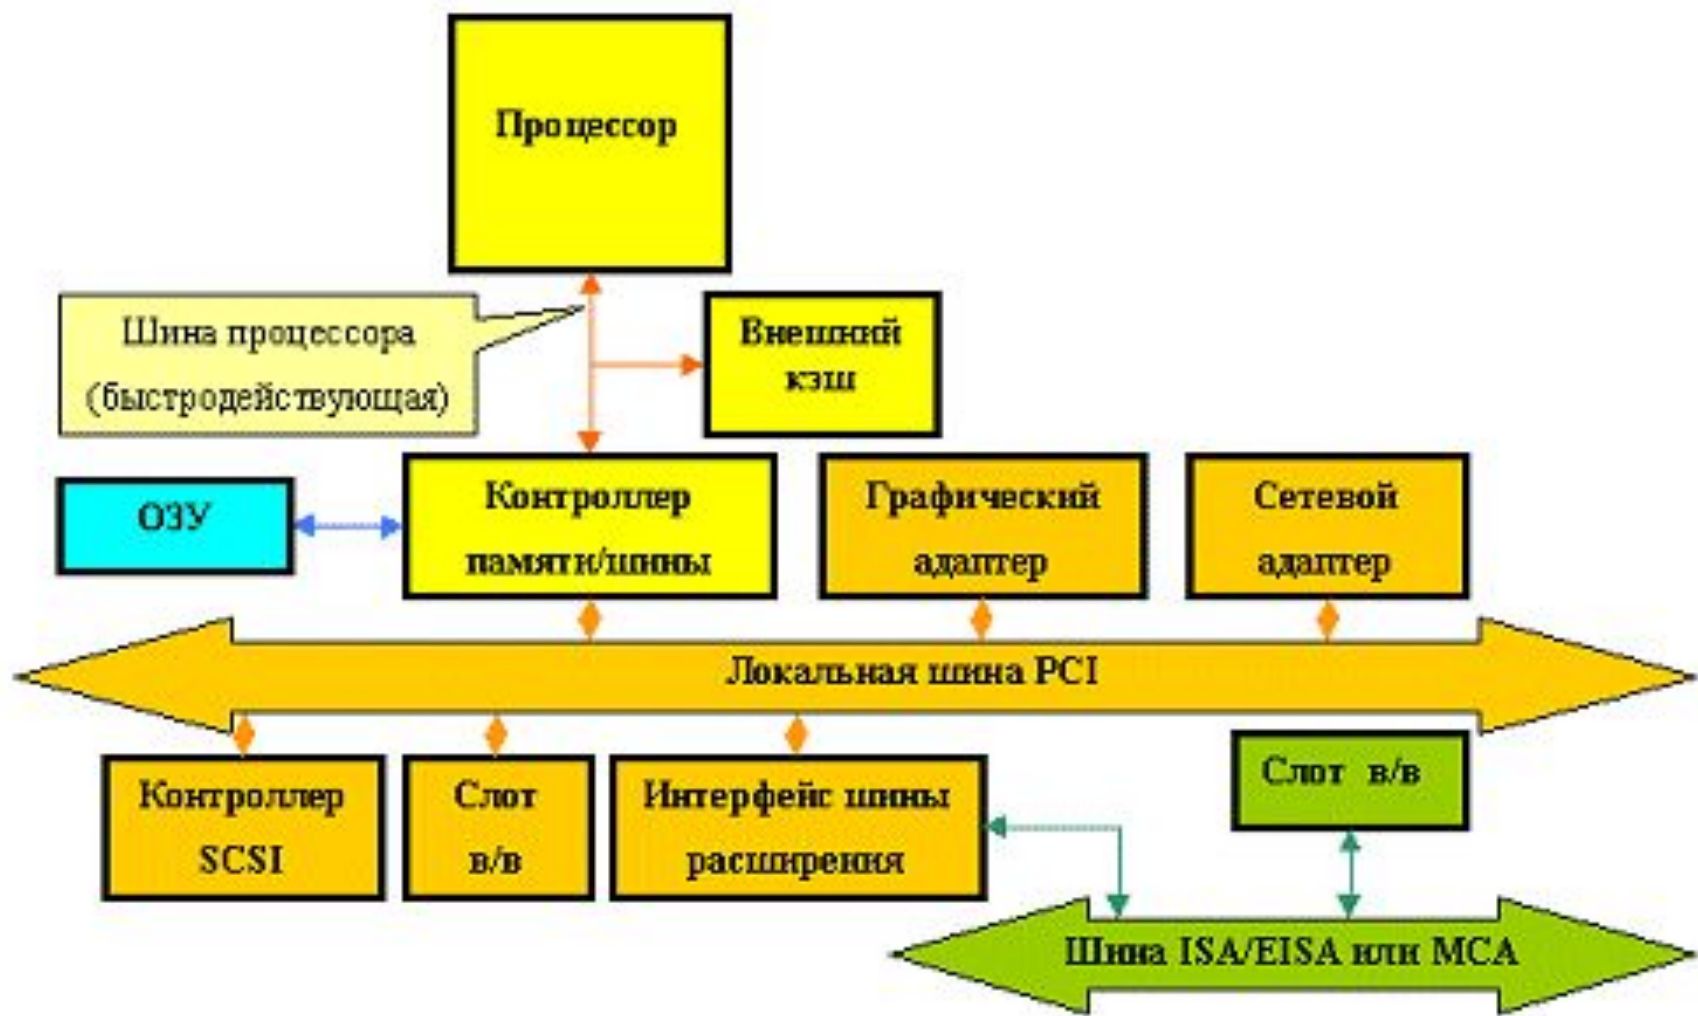 Процессор
Шина процессора
(быстродействующая)
Внешний
кэш
ОЗУ
Контроллер
памяти/шины
Графический
адаптер
Сетевой
адаптер
Локальная шина PCI
Контроллер
SCSI
Слот
в/в
Интерфейс шины
расширения
Слот в/в
Шина ISA/EISA или MCA